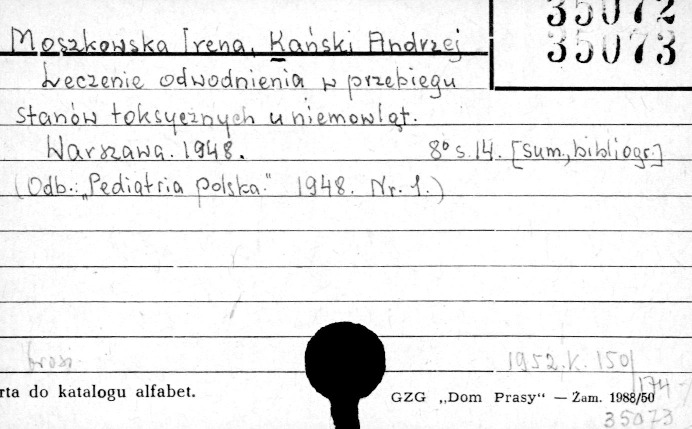 35072
35073
Moszkowska Irena, Kański Andrzej
Leczenie odwodnienia w przebiegu
stanów toksycznych u niemowląt.
Warszawa. 1948. 8° s. 14. [Sum., bibliogr.]
(Odb.: „Pediatria Polska." 1948. Nr. 1.)
1952. K. 150/
174
rta do katalogu alfabet.
GZG „Dom Prasy“ — Zam. 1988/50
35073